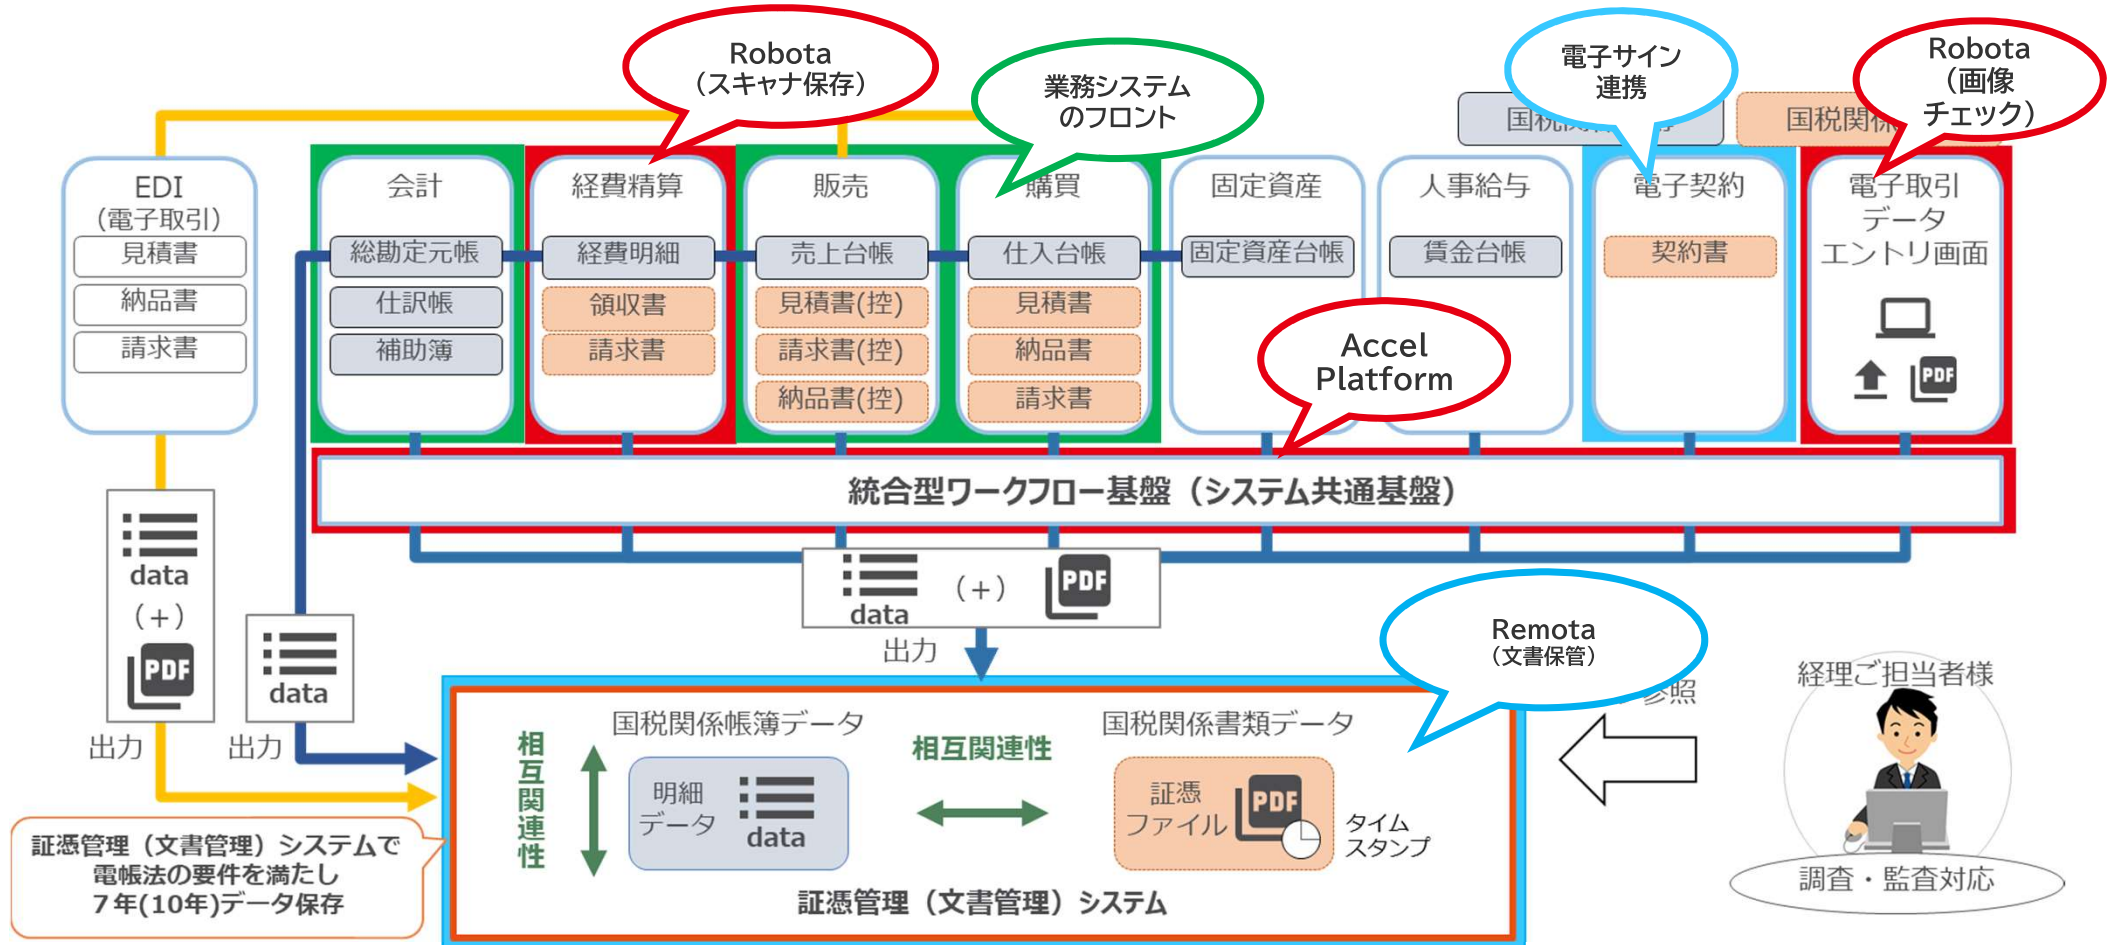 Robota
（スキャナ保存）
業務システム
のフロント
電子サイン
連携
Robota
（画像
チェック）
国税関
国税関係
EDI
(電子取引)
見積書
納品書
請求書
会計
総勘定元帳
仕訳帳
補助簿
経費精算
経費明細
領収書
請求書
販売
売上台帳
見積書(控)
請求書(控)
納品書(控)
購買
仕入台帳
見積書
納品書
請求書
固定資産
固定資産台帳
人事給与
賃金台帳
電子契約
契約書
電子取引
データ
エントリ画面
PDF
Accel
Platform
統合型ワークフロー基盤（システム共通基盤）
data
(+)
PDF
出力
data
出力
data
(+)
PDF
出力
Remota
（文書保管）
参照
経理ご担当者様
調査・監査対応
国税関係帳簿データ
国税関係書類データ
相互関連性
相互関連性
明細
データ
data
証憑
ファイル
PDF
タイム
スタンプ
証憑管理（文書管理）システム
証憑管理（文書管理）システムで
電帳法の要件を満たし
７年(10年)データ保存